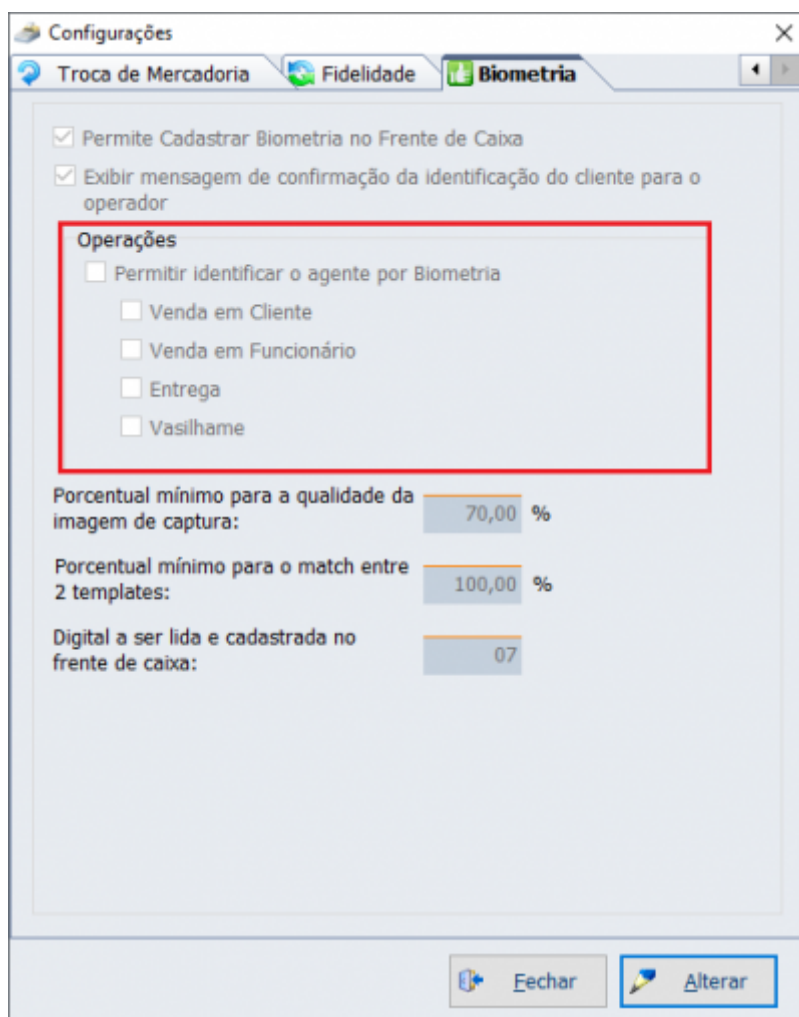 Configurações
Troca de Mercadoria
Fidelidade
Biometria
Permite Cadastrar Biometria no Frente de Caixa
Exibir mensagem de confirmação da identificação do cliente para o
operador
Operações
Permitir identificar o agente por Biometria
Venda em Cliente
Venda em Funcionário
Entrega
Vasilhame
Porcentual mínimo para a qualidade da
imagem de captura:
70,00 %
Porcentual mínimo para o match entre
2 templates:
100,00 %
Digital a ser lida e cadastrada no
frente de caixa:
07
Fechar
Alterar